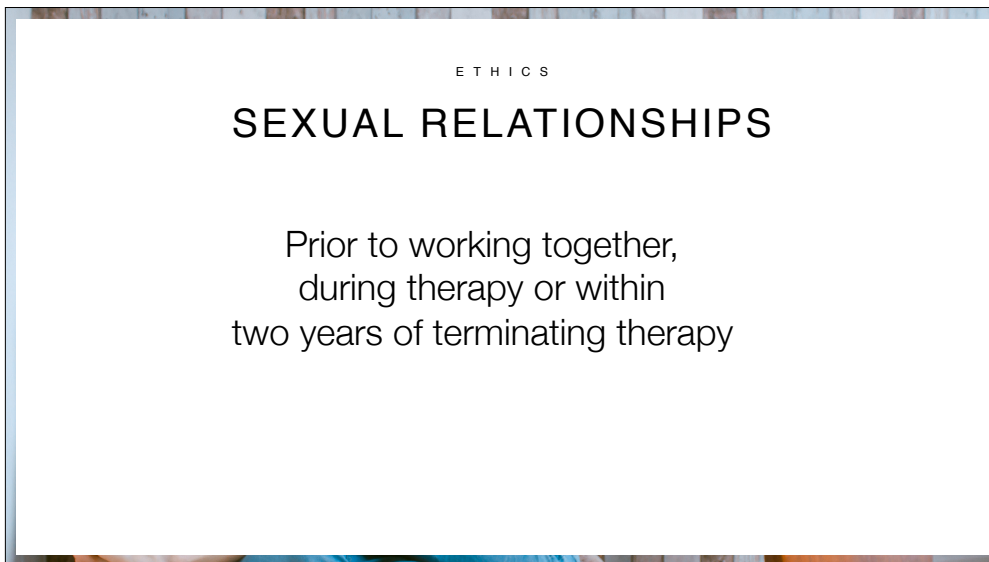 ETHICS
SEXUAL RELATIONSHIPS
Prior to working together,
during therapy or within
two years of terminating therapy